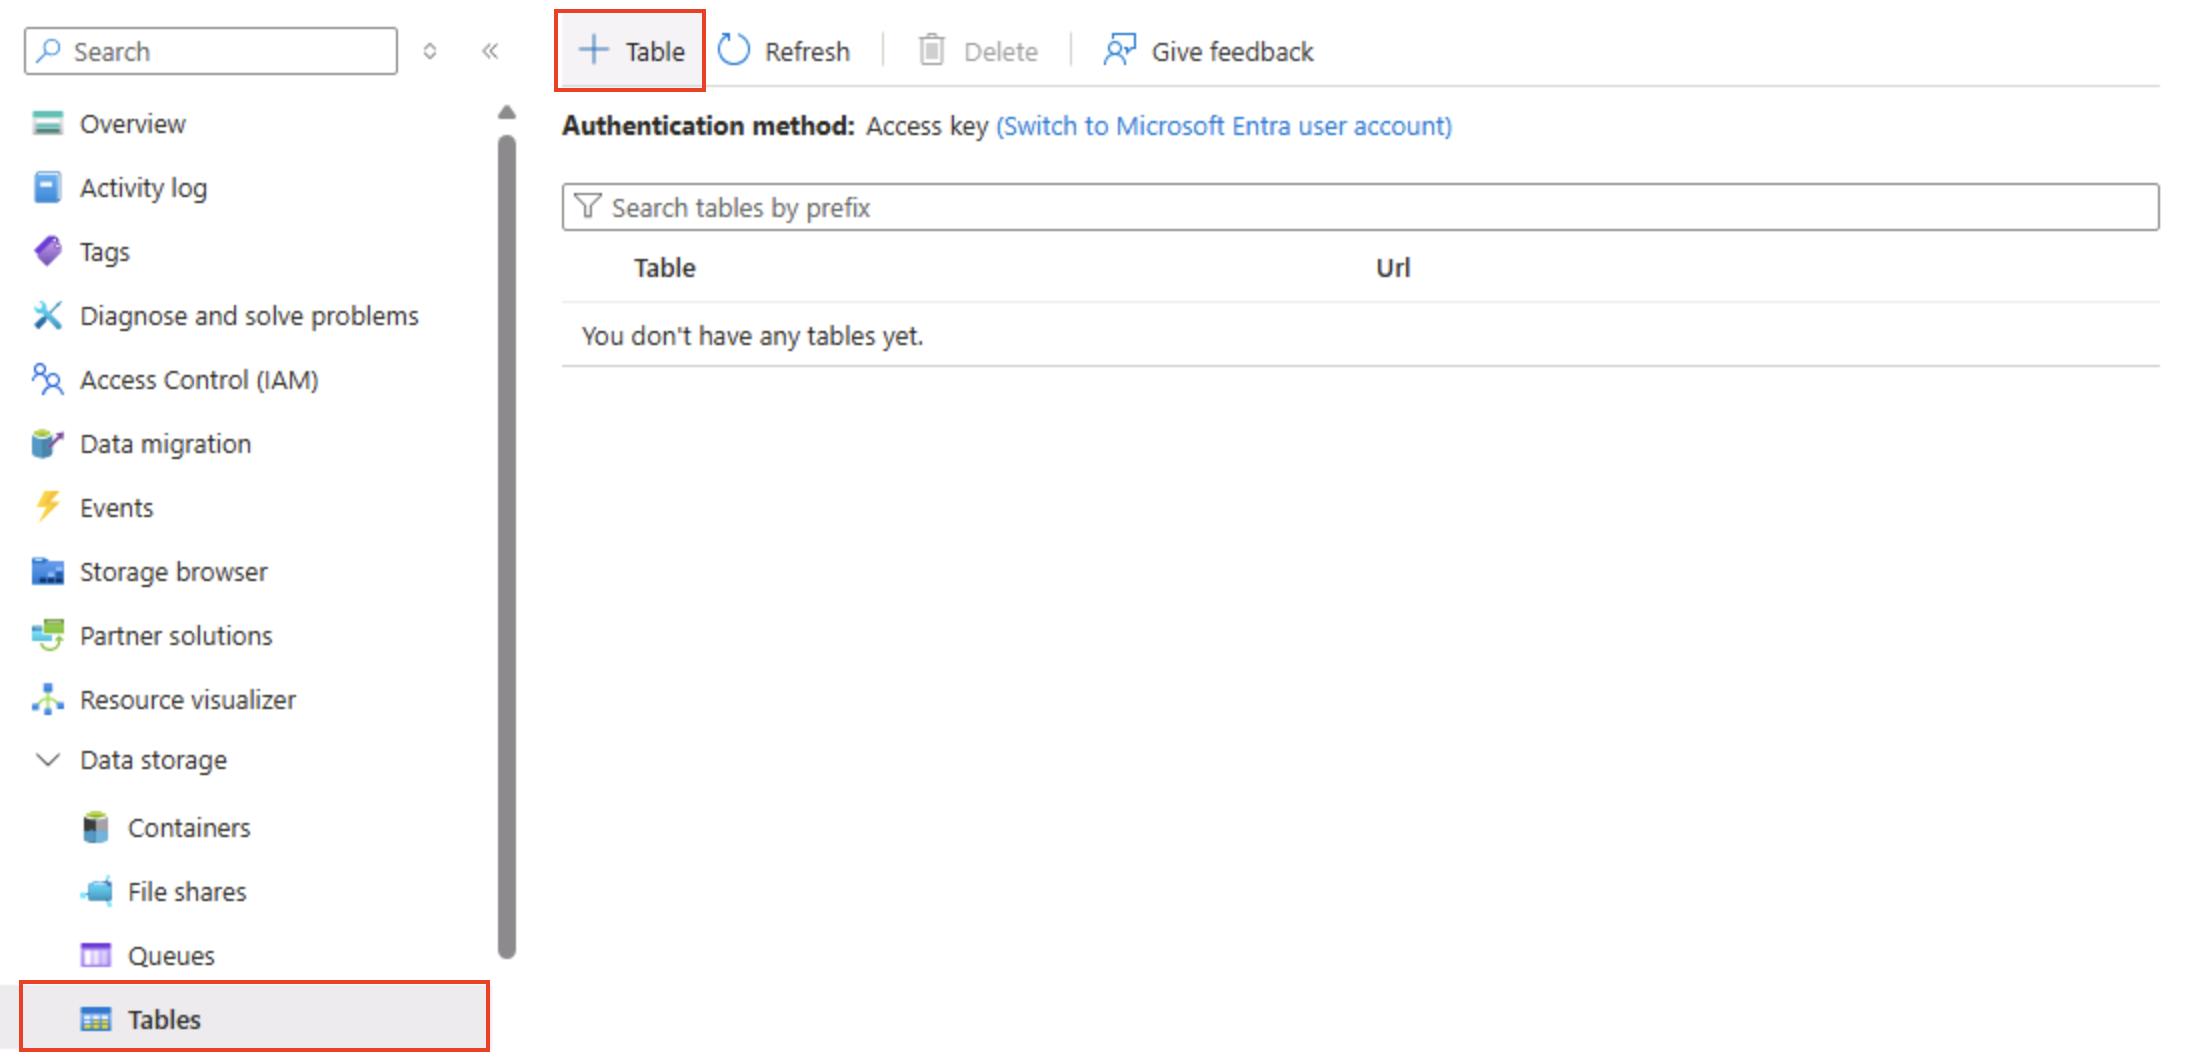 Search
Overview
Activity log
Tags
Diagnose and solve problems
Access Control (IAM)
Data migration
Events
Storage browser
Partner solutions
Resource visualizer
Data storage
Containers
File shares
Queues
Tables
Table Refresh Delete Give feedback
Authentication method: Access key (Switch to Microsoft Entra user account)
Search tables by prefix
Table Url
You don't have any tables yet.